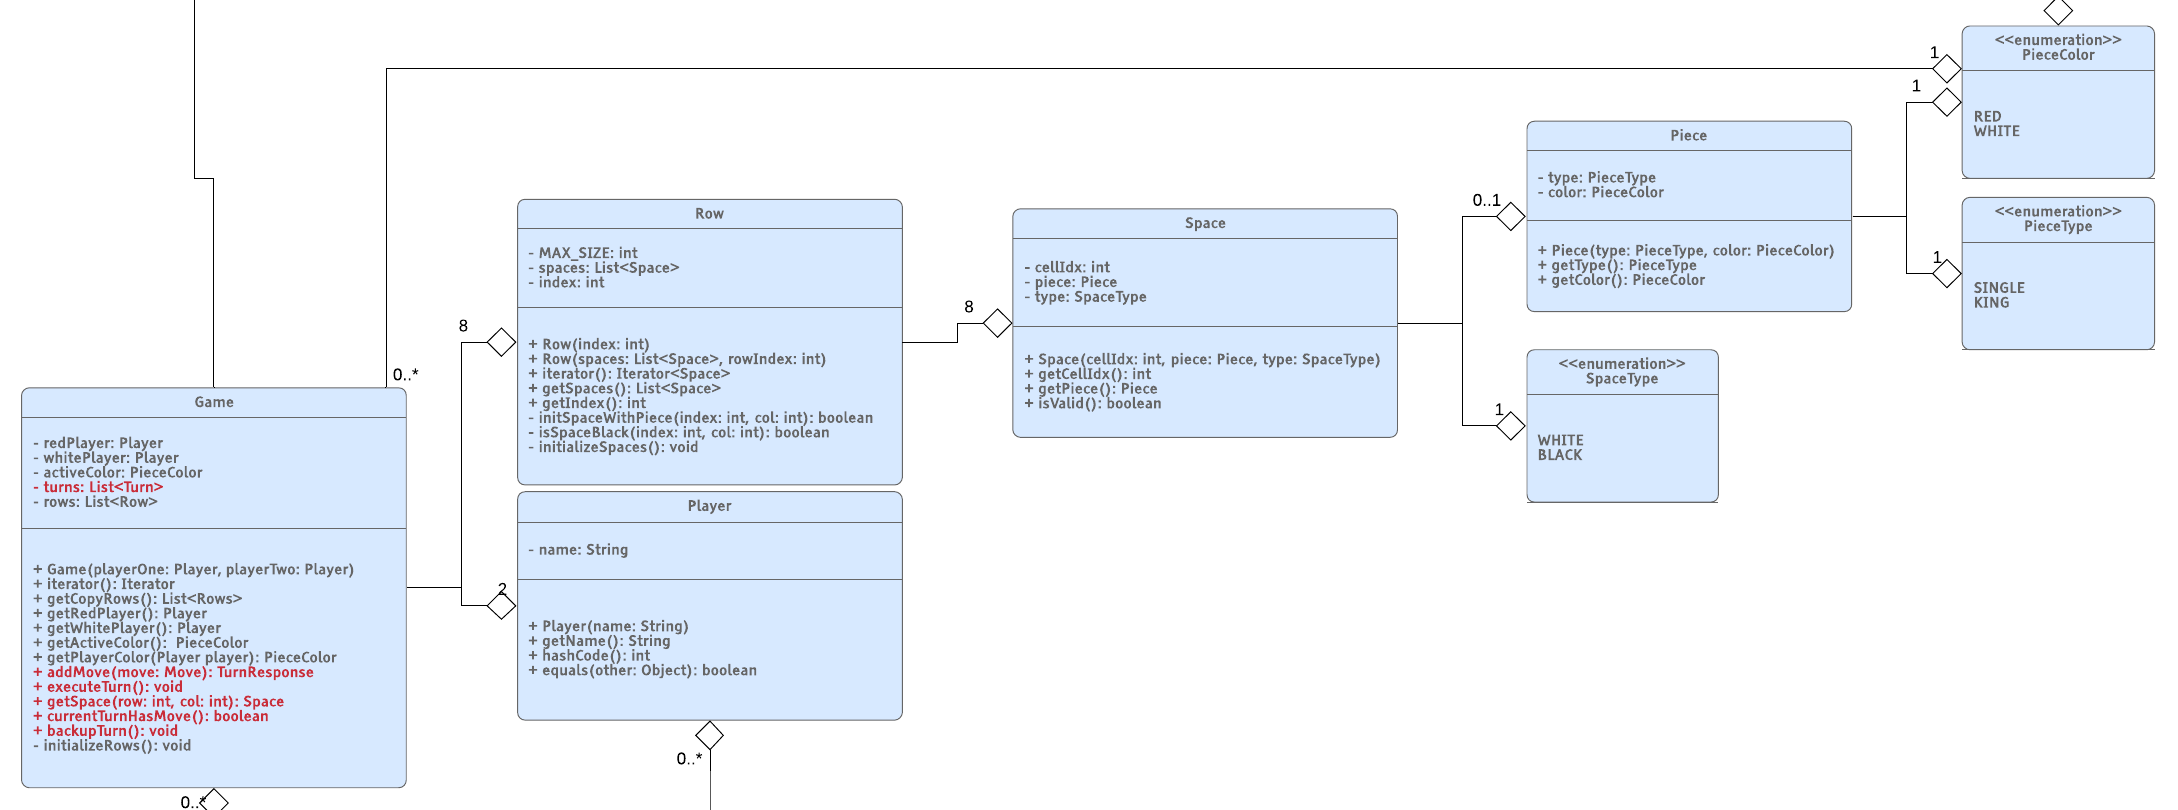 <<enumeration>>
PieceColor
RED
WHITE
1
1
Piece
- type: PieceType
- color: PieceColor
+ Piece(type: PieceType, color: PieceColor)
+ getType(): PieceType
+ getColor(): PieceColor
<<enumeration>>
PieceType
SINGLE
KING
1
0..1
Row
- MAX_SIZE: int
- spaces: List<Space>
- index: int
+ Row(index: int)
+ Row(spaces: List<Space>, rowIndex: int)
+ iterator(): Iterator<Space>
+ getSpaces(): List<Space>
+ getIndex(): int
- initSpaceWithPiece(index: int, col: int): boolean
- isSpaceBlack(index: int, col: int): boolean
- initializeSpaces(): void
8
8
Space
- cellIdx: int
- piece: Piece
- type: SpaceType
+ Space(cellIdx: int, piece: Piece, type: SpaceType)
+ getCellIdx(): int
+ getPiece(): Piece
+ isValid(): boolean
<<enumeration>>
SpaceType
WHITE
BLACK
1
0..*
Game
- redPlayer: Player
- whitePlayer: Player
- activeColor: PieceColor
- turns: List<Turn>
- rows: List<Row>
+ Game(playerOne: Player, playerTwo: Player)
+ iterator(): Iterator
+ getCopyRows(): List<Rows>
+ getRedPlayer(): Player
+ getWhitePlayer(): Player
+ getActiveColor():  PieceColor
+ getPlayerColor(Player player): PieceColor
+ addMove(move: Move): TurnResponse
+ executeTurn(): void
+ getSpace(row: int, col: int): Space
+ currentTurnHasMove(): boolean
+ backupTurn(): void
- initializeRows(): void
0..*
2
Player
- name: String
+ Player(name: String)
+ getName(): String
+ hashCode(): int
+ equals(other: Object): boolean
0..*